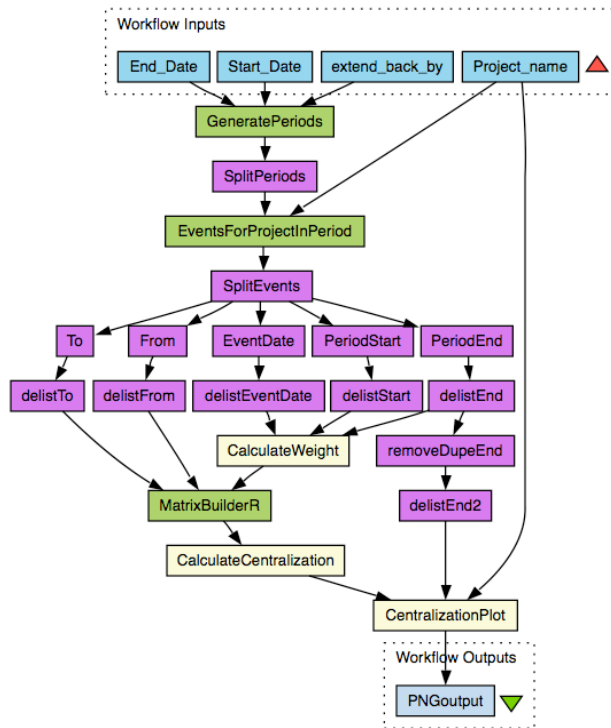 Workflow Inputs
End_Date
Start_Date
extend_back_by
Project_name
GeneratePeriods
SplitPeriods
EventsForProjectInPeriod
SplitEvents
To
From
EventDate
PeriodStart
PeriodEnd
delistTo
delistFrom
delistEventDate
delistStart
delistEnd
CalculateWeight
removeDupeEnd
MatrixBuilderR
delistEnd2
CalculateCentralization
CentralizationPlot
Workflow Outputs
PNGoutput